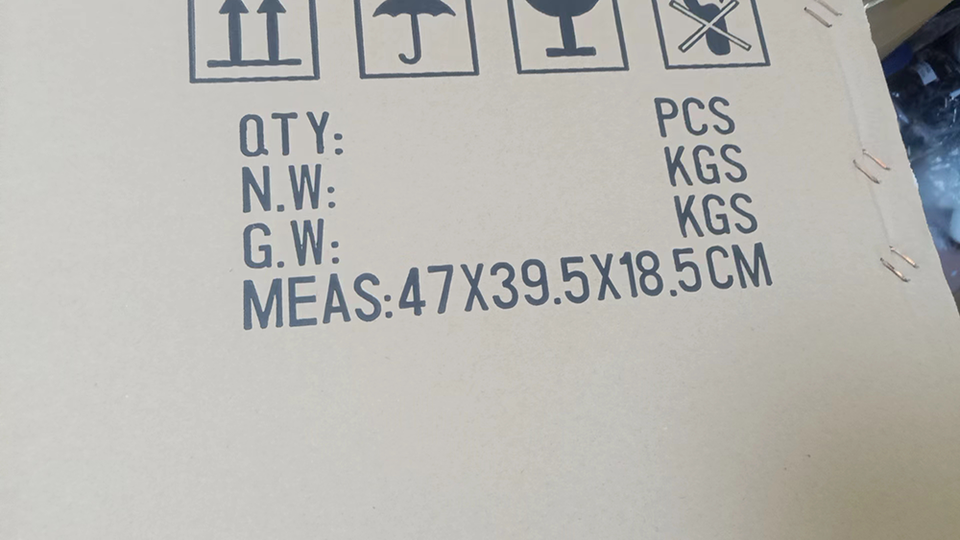 QTY: PCS
N.W: KGS
G.W: KGS
MEAS:47X39.5X18.5CM